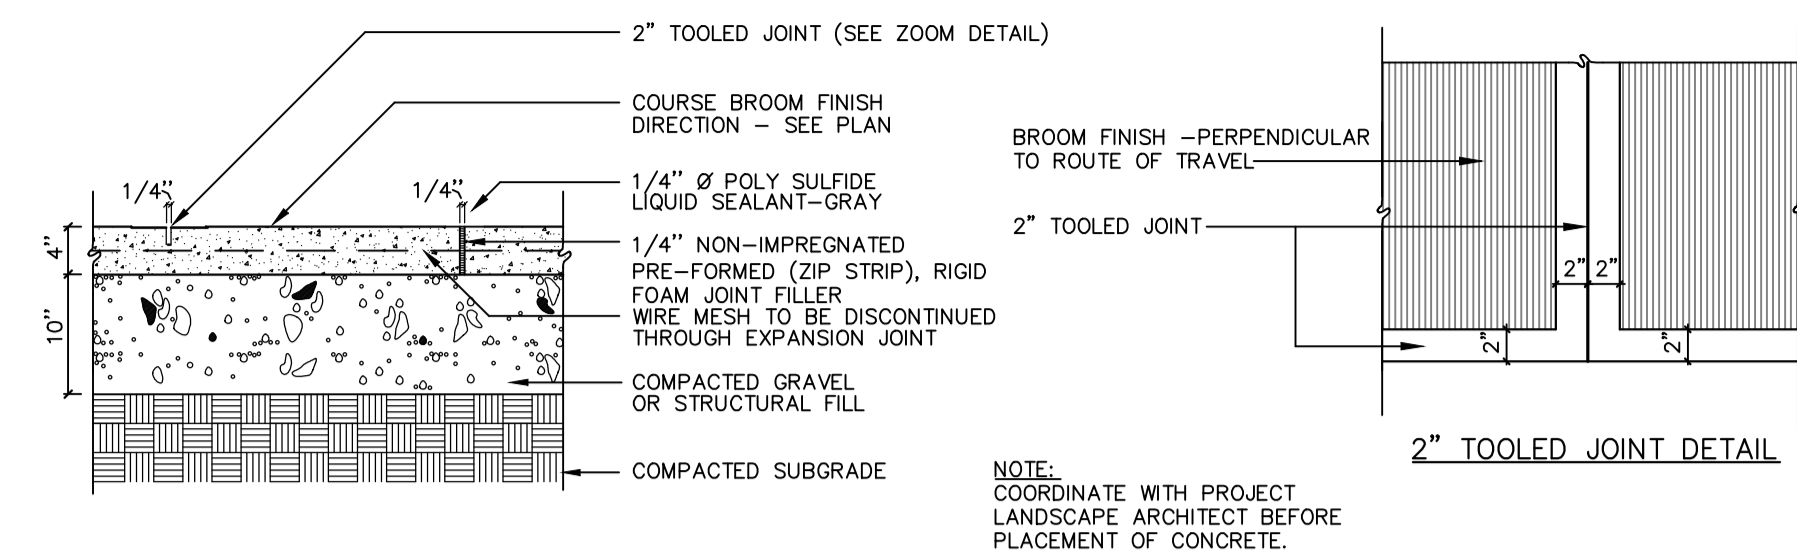 2” TOOLED JOINT (SEE ZOOM DETAIL)
COURSE BROOM FINISH
DIRECTION – SEE PLAN
1/4”
1/4”
1/4” Ø POLY SULFIDE
LIQUID SEALANT–GRAY
4”
1/4” NON–IMPREGNATED
PRE–FORMED (ZIP STRIP), RIGID
FOAM JOINT FILLER
10”
WIRE MESH TO BE DISCONTINUED
THROUGH EXPANSION JOINT
COMPACTED GRAVEL
OR STRUCTURAL FILL
COMPACTED SUBGRADE
BROOM FINISH –PERPENDICULAR
TO ROUTE OF TRAVEL
2” TOOLED JOINT
2” 2”
2”
2”
2” TOOLED JOINT DETAIL
NOTE:
COORDINATE WITH PROJECT
LANDSCAPE ARCHITECT BEFORE
PLACEMENT OF CONCRETE.